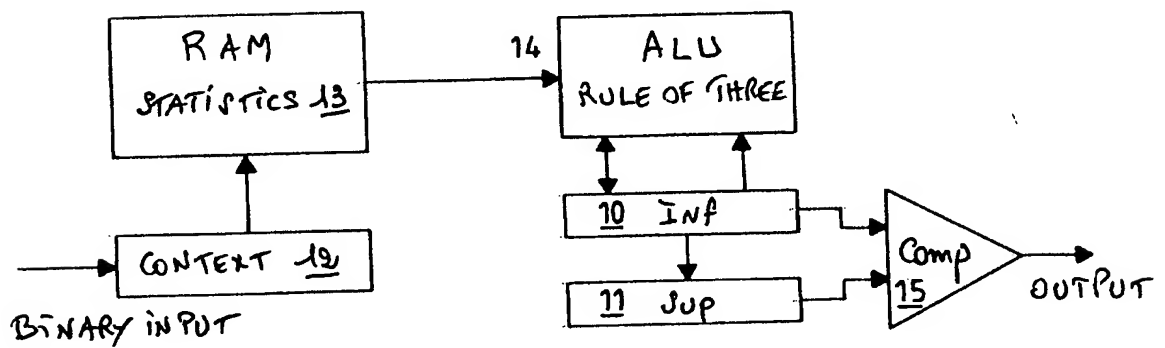 RAM
STATISTICS 13
14
ALU
RULE OF THREE
10 Inf
11 Sup
CONTEXT 12
BINARY INPUT
Comp
15
OUTPUT